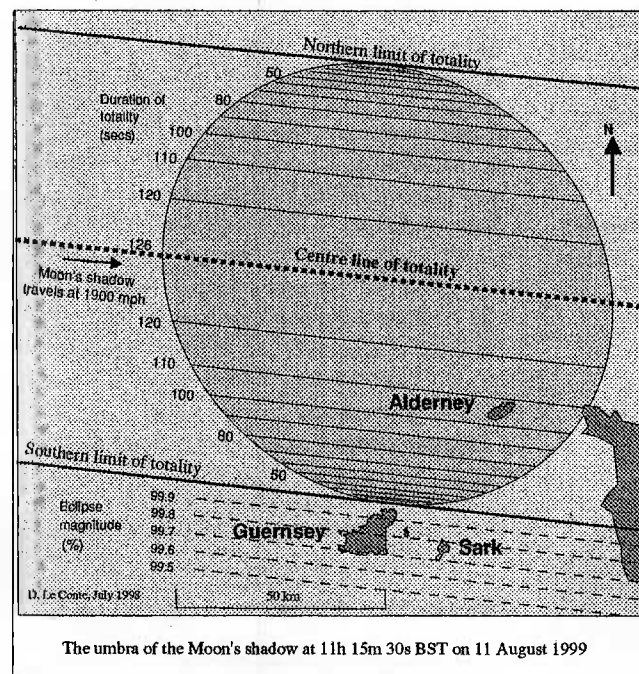 Northern limit of totality
50
80
100
110
120
126
Duration of
totality
(secs)
N
Centre line of totality
Moon's shadow
travels at 1900 mph
120
110
100
80
50
Alderney
Southern limit of totality
99.9
99.8
99.7
99.6
99.5
Eclipse
magnitude
(%)
Guernsey
Sark
D. Le Conte, July 1998
50 km
The umbra of the Moon's shadow at 11h 15m 30s BST on 11 August 1999